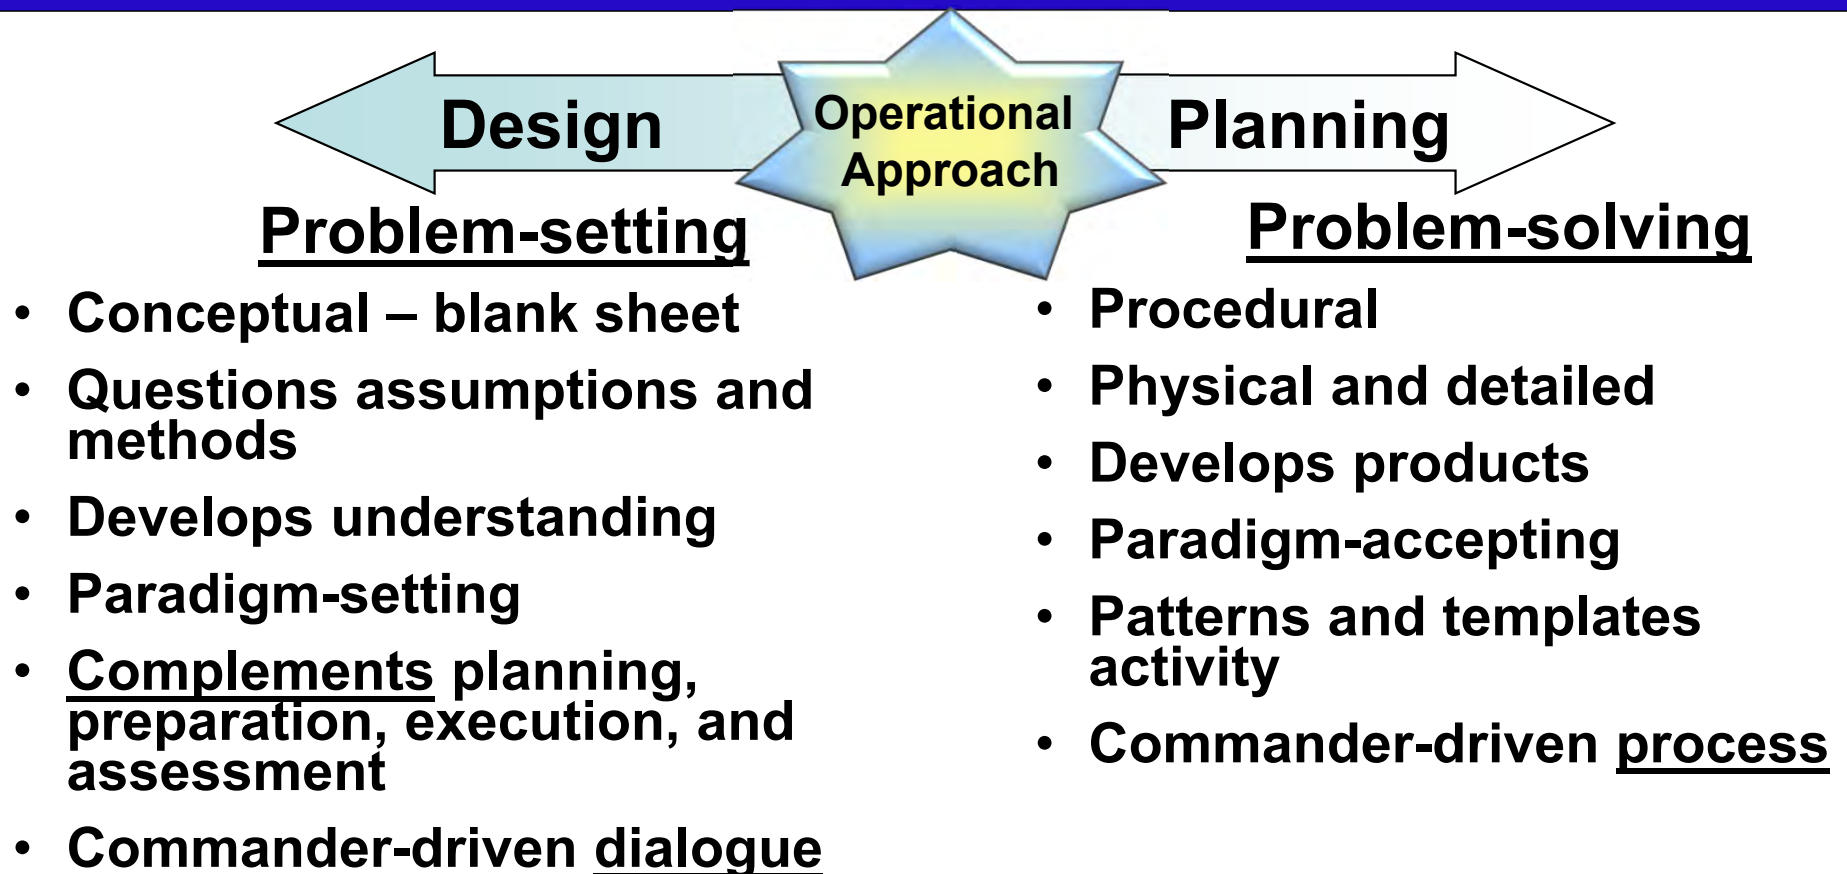 Design
Operational
Approach
Planning
Problem-setting
• Conceptual – blank sheet
• Questions assumptions and
methods
• Develops understanding
• Paradigm-setting
• Complements planning,
preparation, execution, and
assessment
• Commander-driven dialogue
Problem-solving
• Procedural
• Physical and detailed
• Develops products
• Paradigm-accepting
• Patterns and templates
activity
• Commander-driven process